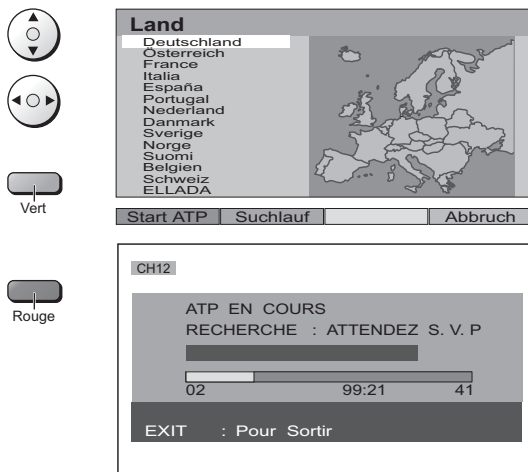 Land
Deutschland
Österreich
France
Italia
España
Portugal
Nederland
Danmark
Sverige
Norge
Suomi
Belgien
Schweiz
ELLADA
Vert
Start ATP Suchlauf Abbruch
Rouge
CH12
ATP EN COURS
RECHERCHE : ATTENDEZ S. V. P
02 99:21 41
EXIT : Pour Sortir